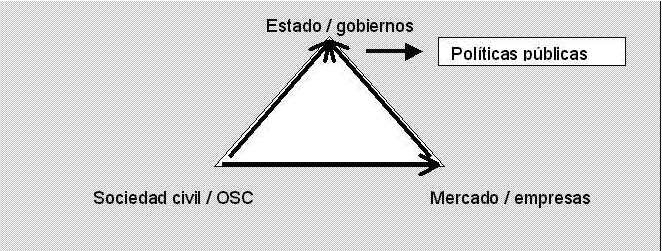 Estado / gobiernos
Políticas públicas
Sociedad civil / OSC
Mercado / empresas